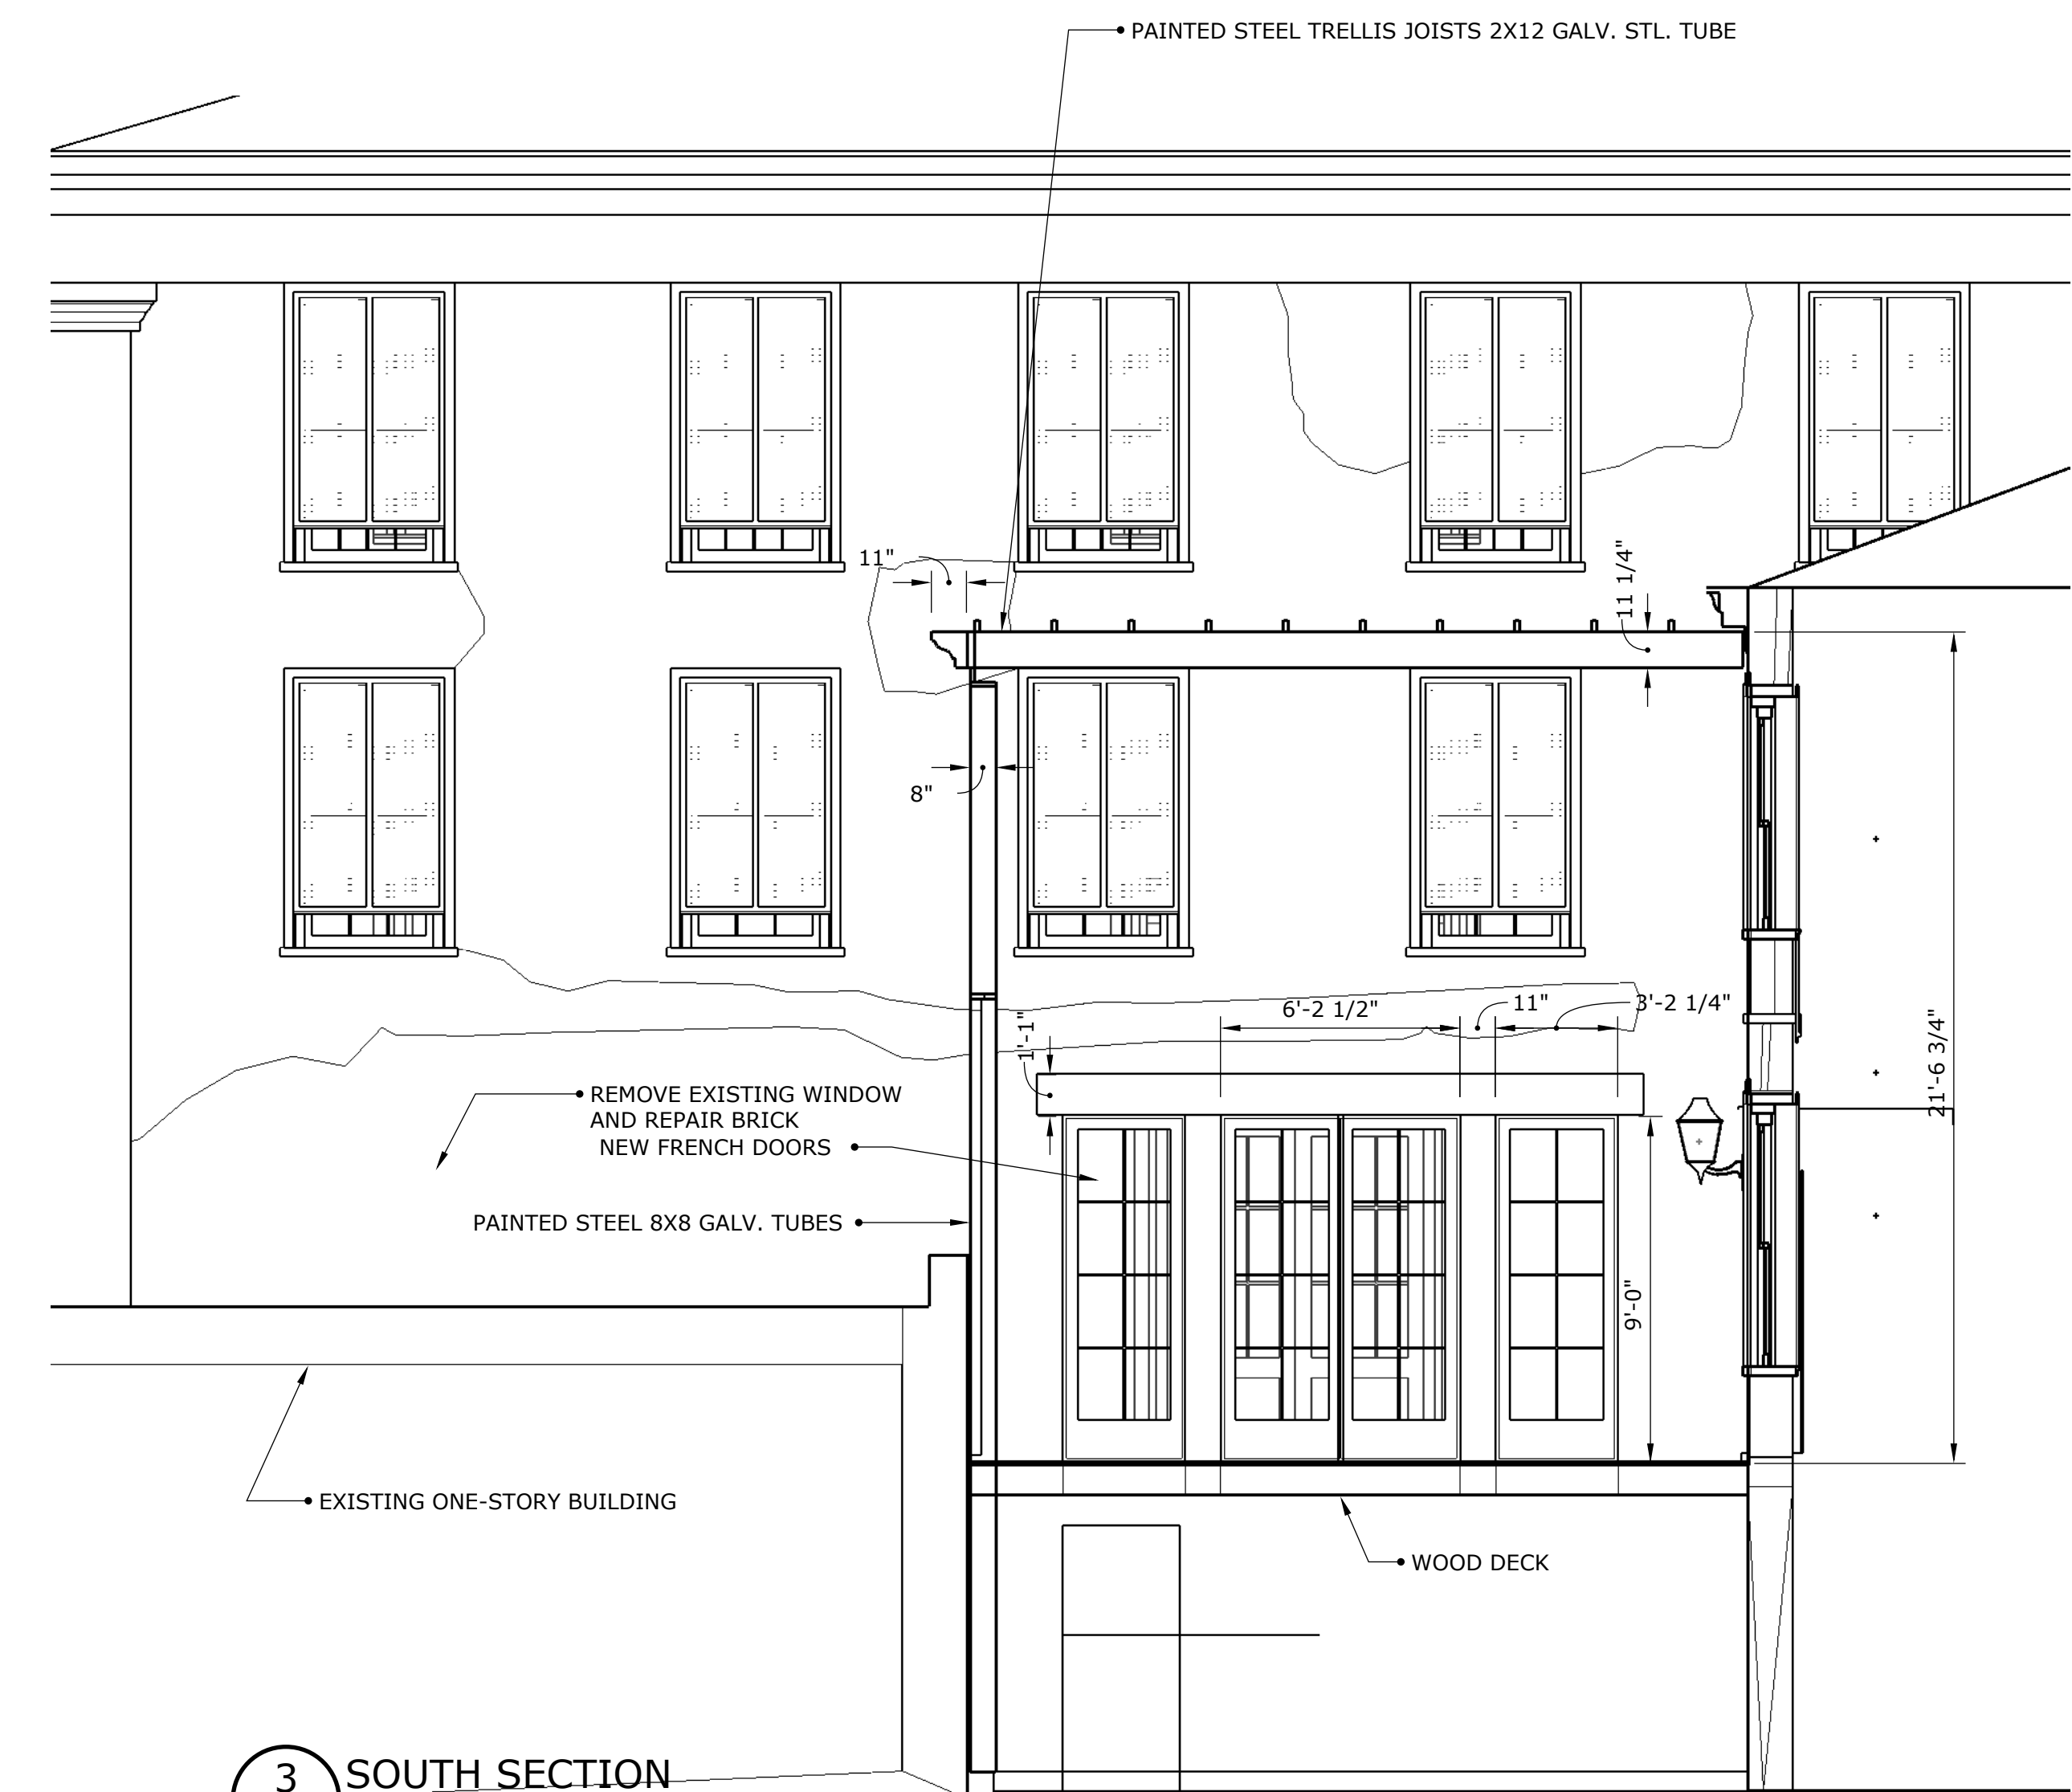 PAINTED STEEL TRELLIS JOISTS 2X12 GALV. STL. TUBE
11"
11 1/4"
8"
6'-2 1/2"
11"
3'-2 1/4"
1'-1"
21'-6 3/4"
REMOVE EXISTING WINDOW
AND REPAIR BRICK
NEW FRENCH DOORS
PAINTED STEEL 8X8 GALV. TUBES
9'-0"
EXISTING ONE-STORY BUILDING
WOOD DECK
3
SOUTH SECTION